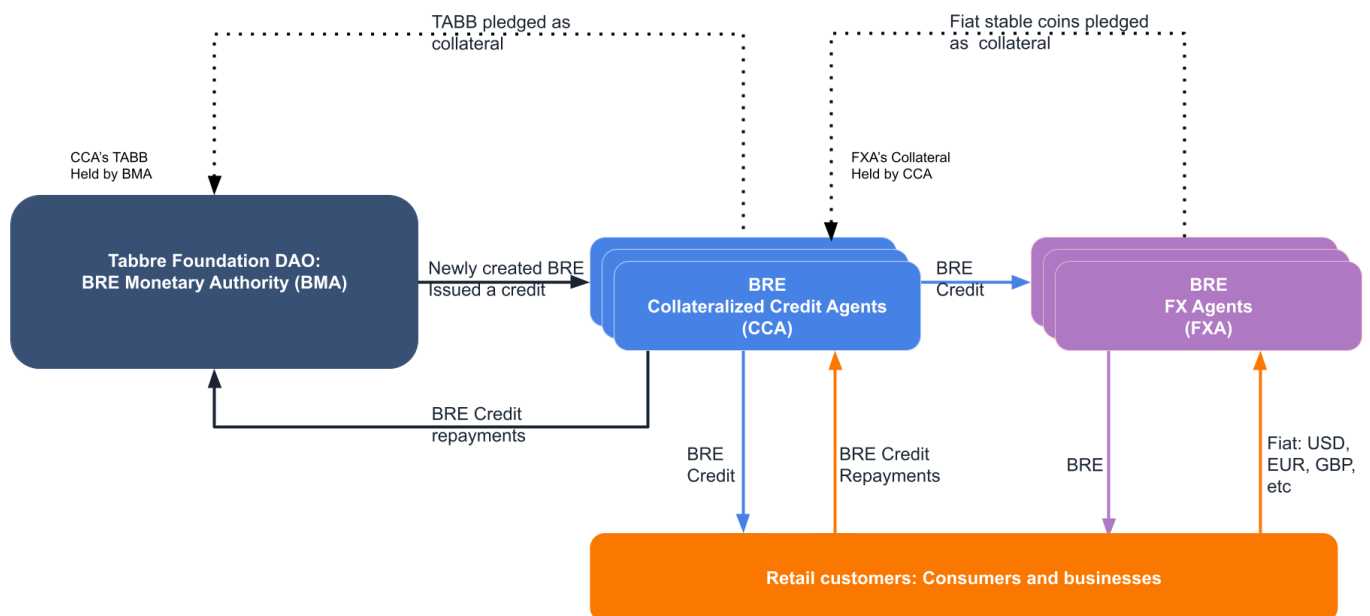 TABB pledged as
collateral
Fiat stable coins pledged
as collateral
CCA's TABB
Held by BMA
FXA's Collateral
Held by CCA
Tabbre Foundation DAO:
BRE Monetary Authority (BMA)
Newly created BRE
Issued a credit
BRE
Collateralized Credit Agents
(CCA)
BRE
Credit
BRE
FX Agents
(FXA)
BRE Credit
repayments
BRE
Credit
BRE Credit
Repayments
BRE
Fiat: USD,
EUR, GBP,
etc
Retail customers: Consumers and businesses